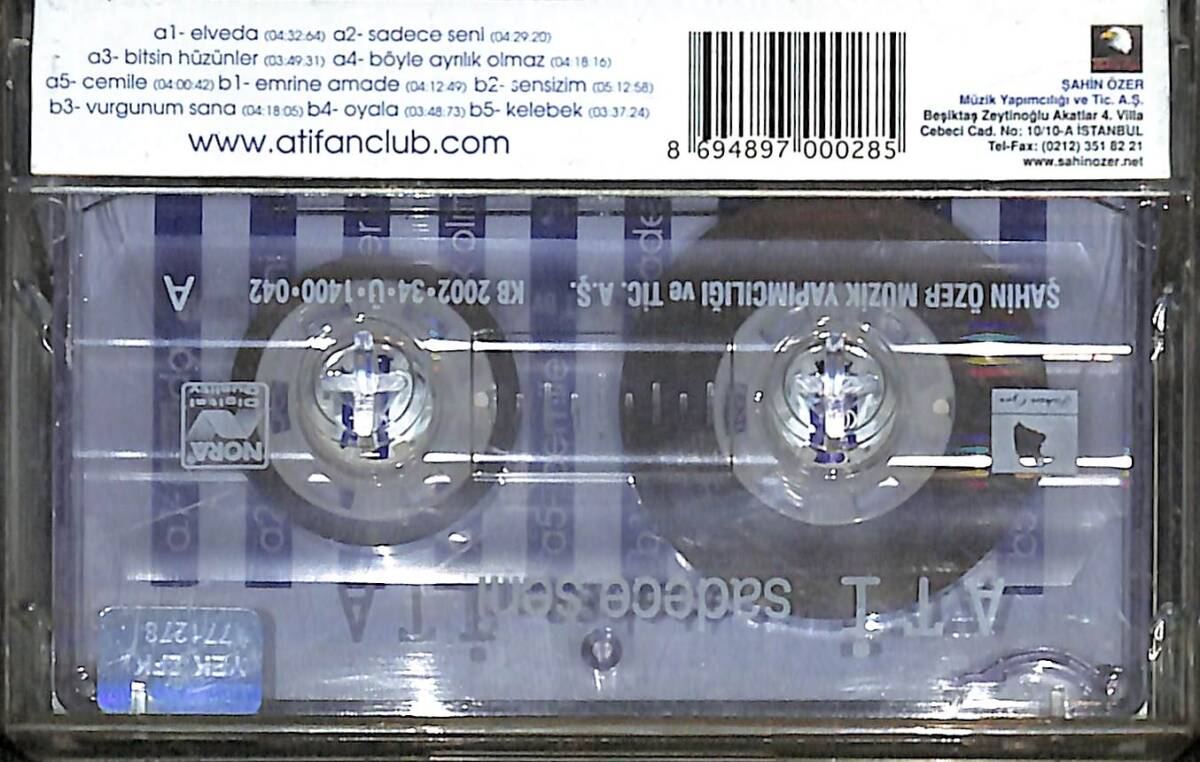 a1- elveda (04:32:64) a2- sadece seni (04:29:20)
a3- bitsin hüzünler (03:49:31) a4- böyle ayrılık olmaz (04:18:16)
a5- cemile (04:00:42) b1- emrine amade (04:12:49) b2- sensizim (05:12:58)
b3- vurgunum sana (04:18:05) b4- oyala (03:48:73) b5- kelebek (03:37:24)
www.atifanclub.com
8 694897 000285
ŞAHİN ÖZER
Müzik Yapımcılığı ve Tic. A.Ş.
Beşiktaş Zeytinoğlu Akatlar 4. Villa
Cebeci Cad. No: 10/10-A İSTANBUL
Tel-Fax: (0212) 351 82 21
www.sahinozer.net
ŞAHİN ÖZER MÜZİK YAPIMCILIĞI ve TİC. A.Ş. KB 2002•34•Ü•1400•042
A
NORA
Digital
Quality
ATİ sadece seni
ATİ
YEK EFK
771278